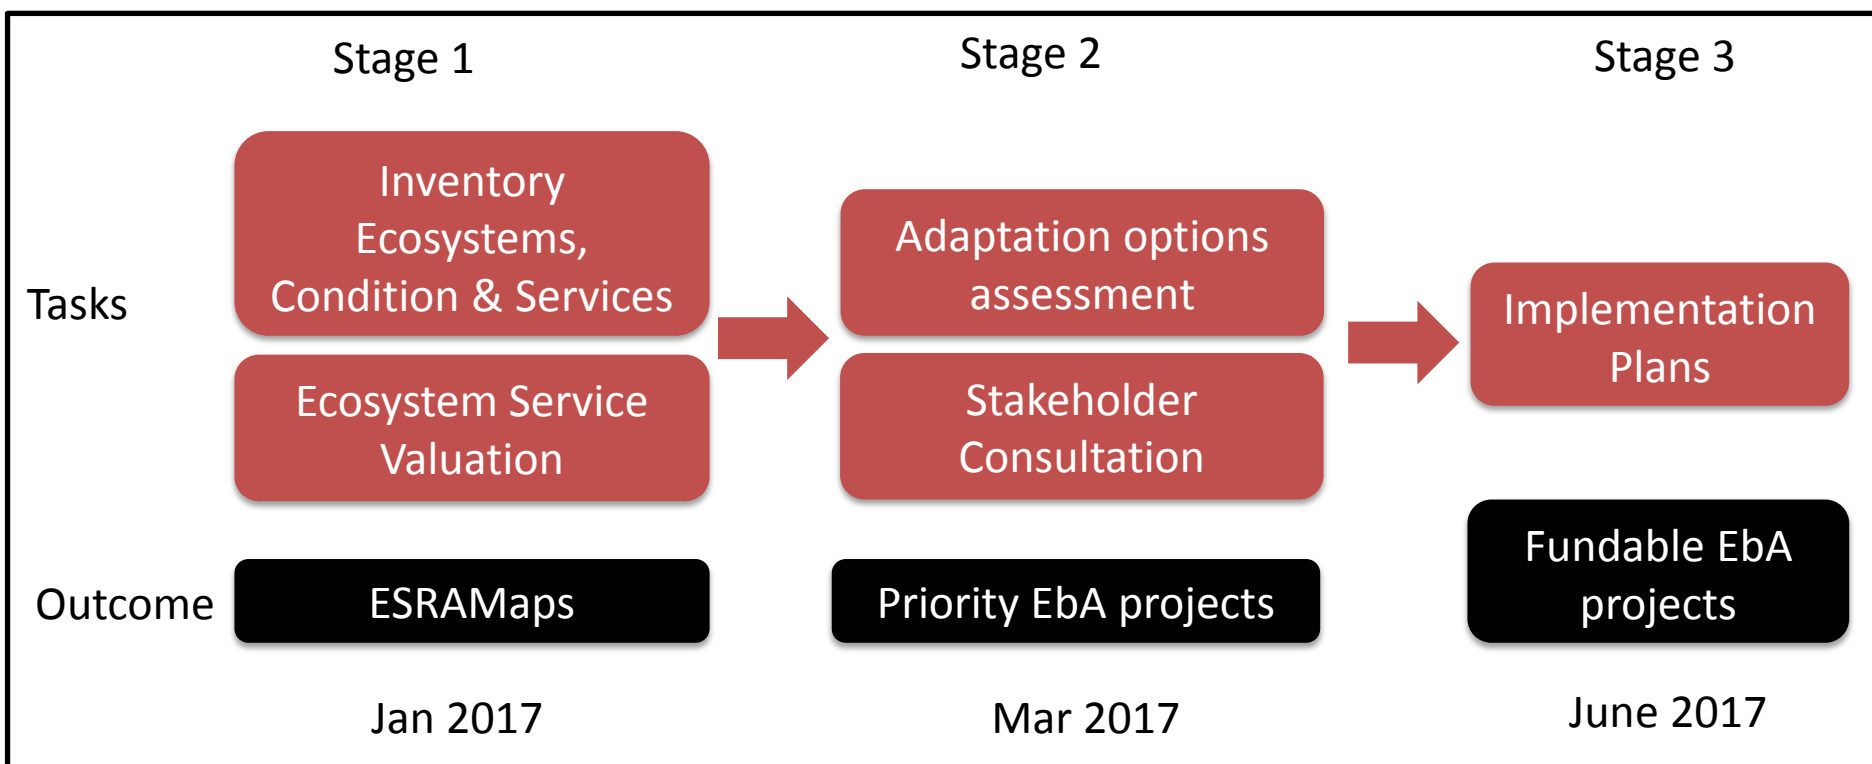 Stage 1
Stage 2
Stage 3
Tasks
Inventory
Ecosystems,
Condition & Services
Ecosystem Service
Valuation
Adaptation options
assessment
Stakeholder
Consultation
Implementation
Plans
Outcome
ESRAMaps
Priority EbA projects
Fundable EbA
projects
Jan 2017
Mar 2017
June 2017